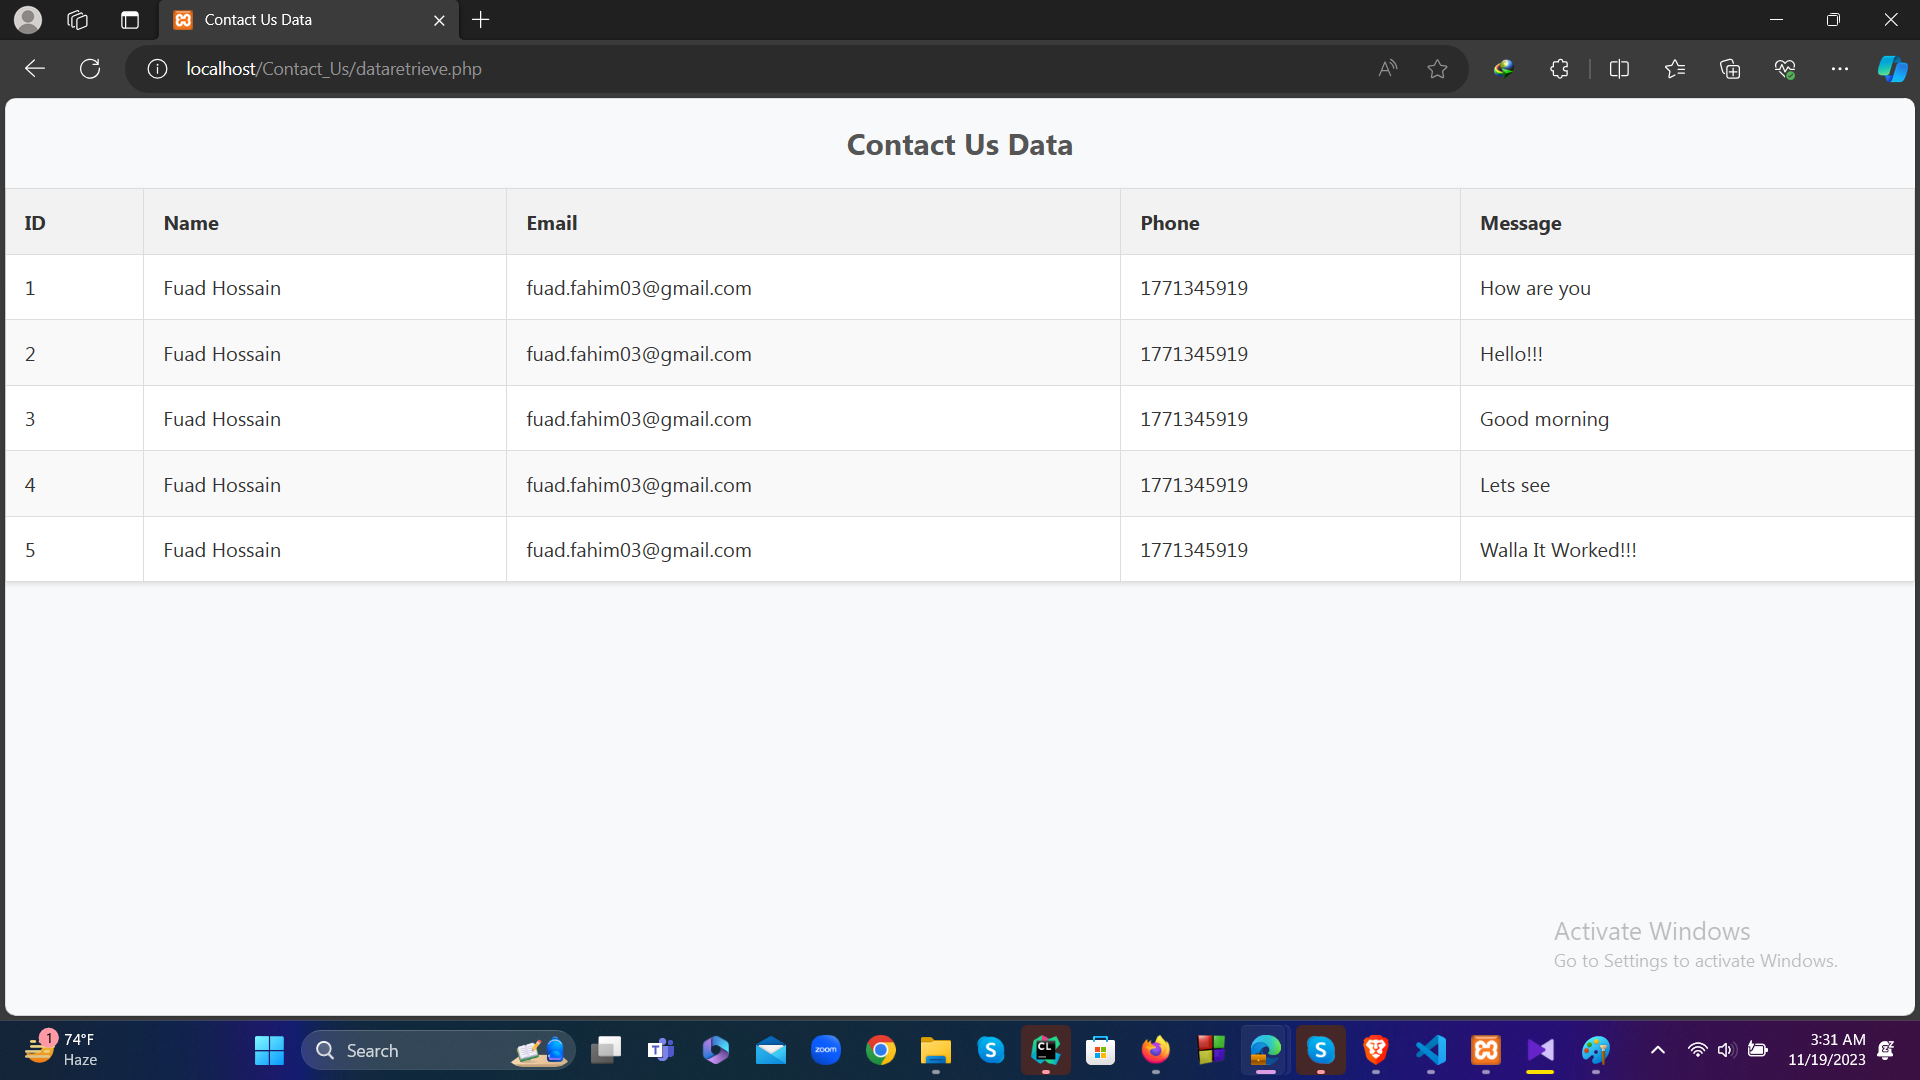 Contact Us Data
localhost/Contact_Us/dataretrieve.php
Contact Us Data
ID Name Email Phone Message
1 Fuad Hossain fuad.fahim03@gmail.com 1771345919 How are you
2 Fuad Hossain fuad.fahim03@gmail.com 1771345919 Hello!!!
3 Fuad Hossain fuad.fahim03@gmail.com 1771345919 Good morning
4 Fuad Hossain fuad.fahim03@gmail.com 1771345919 Lets see
5 Fuad Hossain fuad.fahim03@gmail.com 1771345919 Walla It Worked!!!
Activate Windows
Go to Settings to activate Windows.
1 74°F
Haze
Search
zoom
CL
3:31 AM
11/19/2023